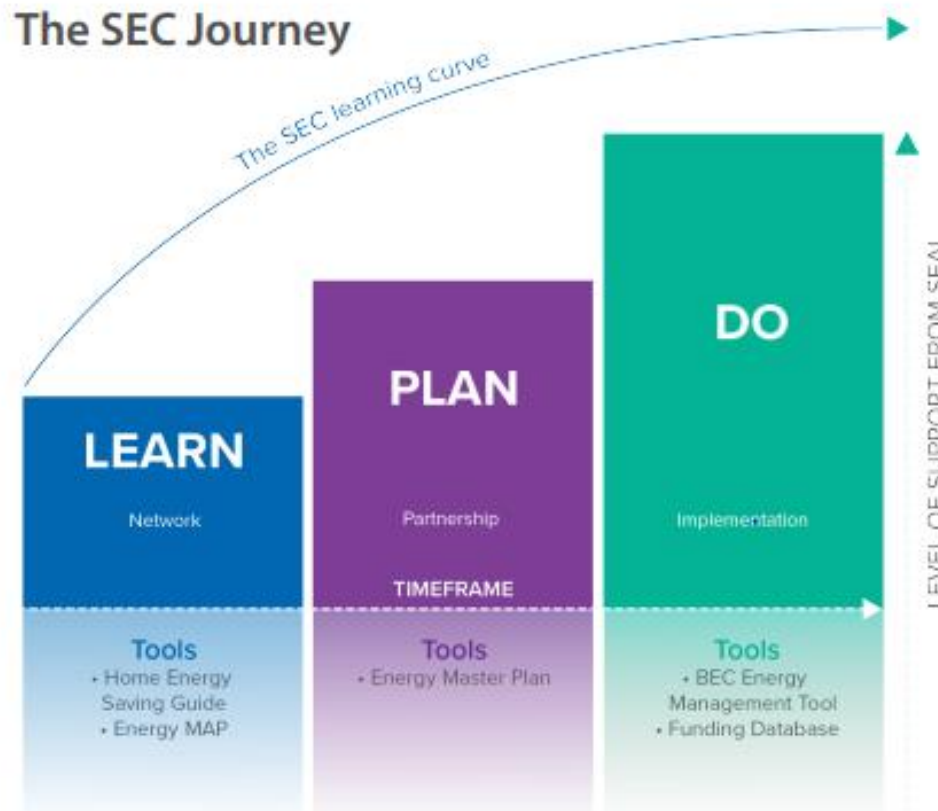 The SEC Journey
The SEC learning curve
LEARN
Network
PLAN
Partnership
DO
Implementation
TIMEFRAME
LEVEL OF SUPPORT FROM SEAI
Tools
• Home Energy
Saving Guide
• Energy MAP
Tools
• Energy Master Plan
Tools
• BEC Energy
Management Tool
• Funding Database